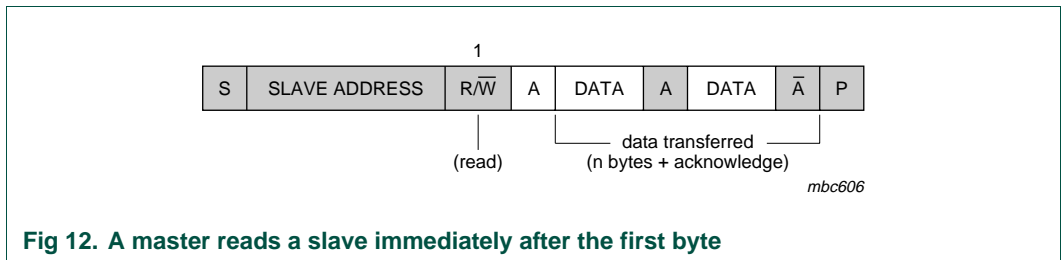 1
S SLAVE ADDRESS R/W̅ A DATA A DATA A̅ P
data transferred
(read) (n bytes + acknowledge)
mbc606
Fig 12. A master reads a slave immediately after the first byte